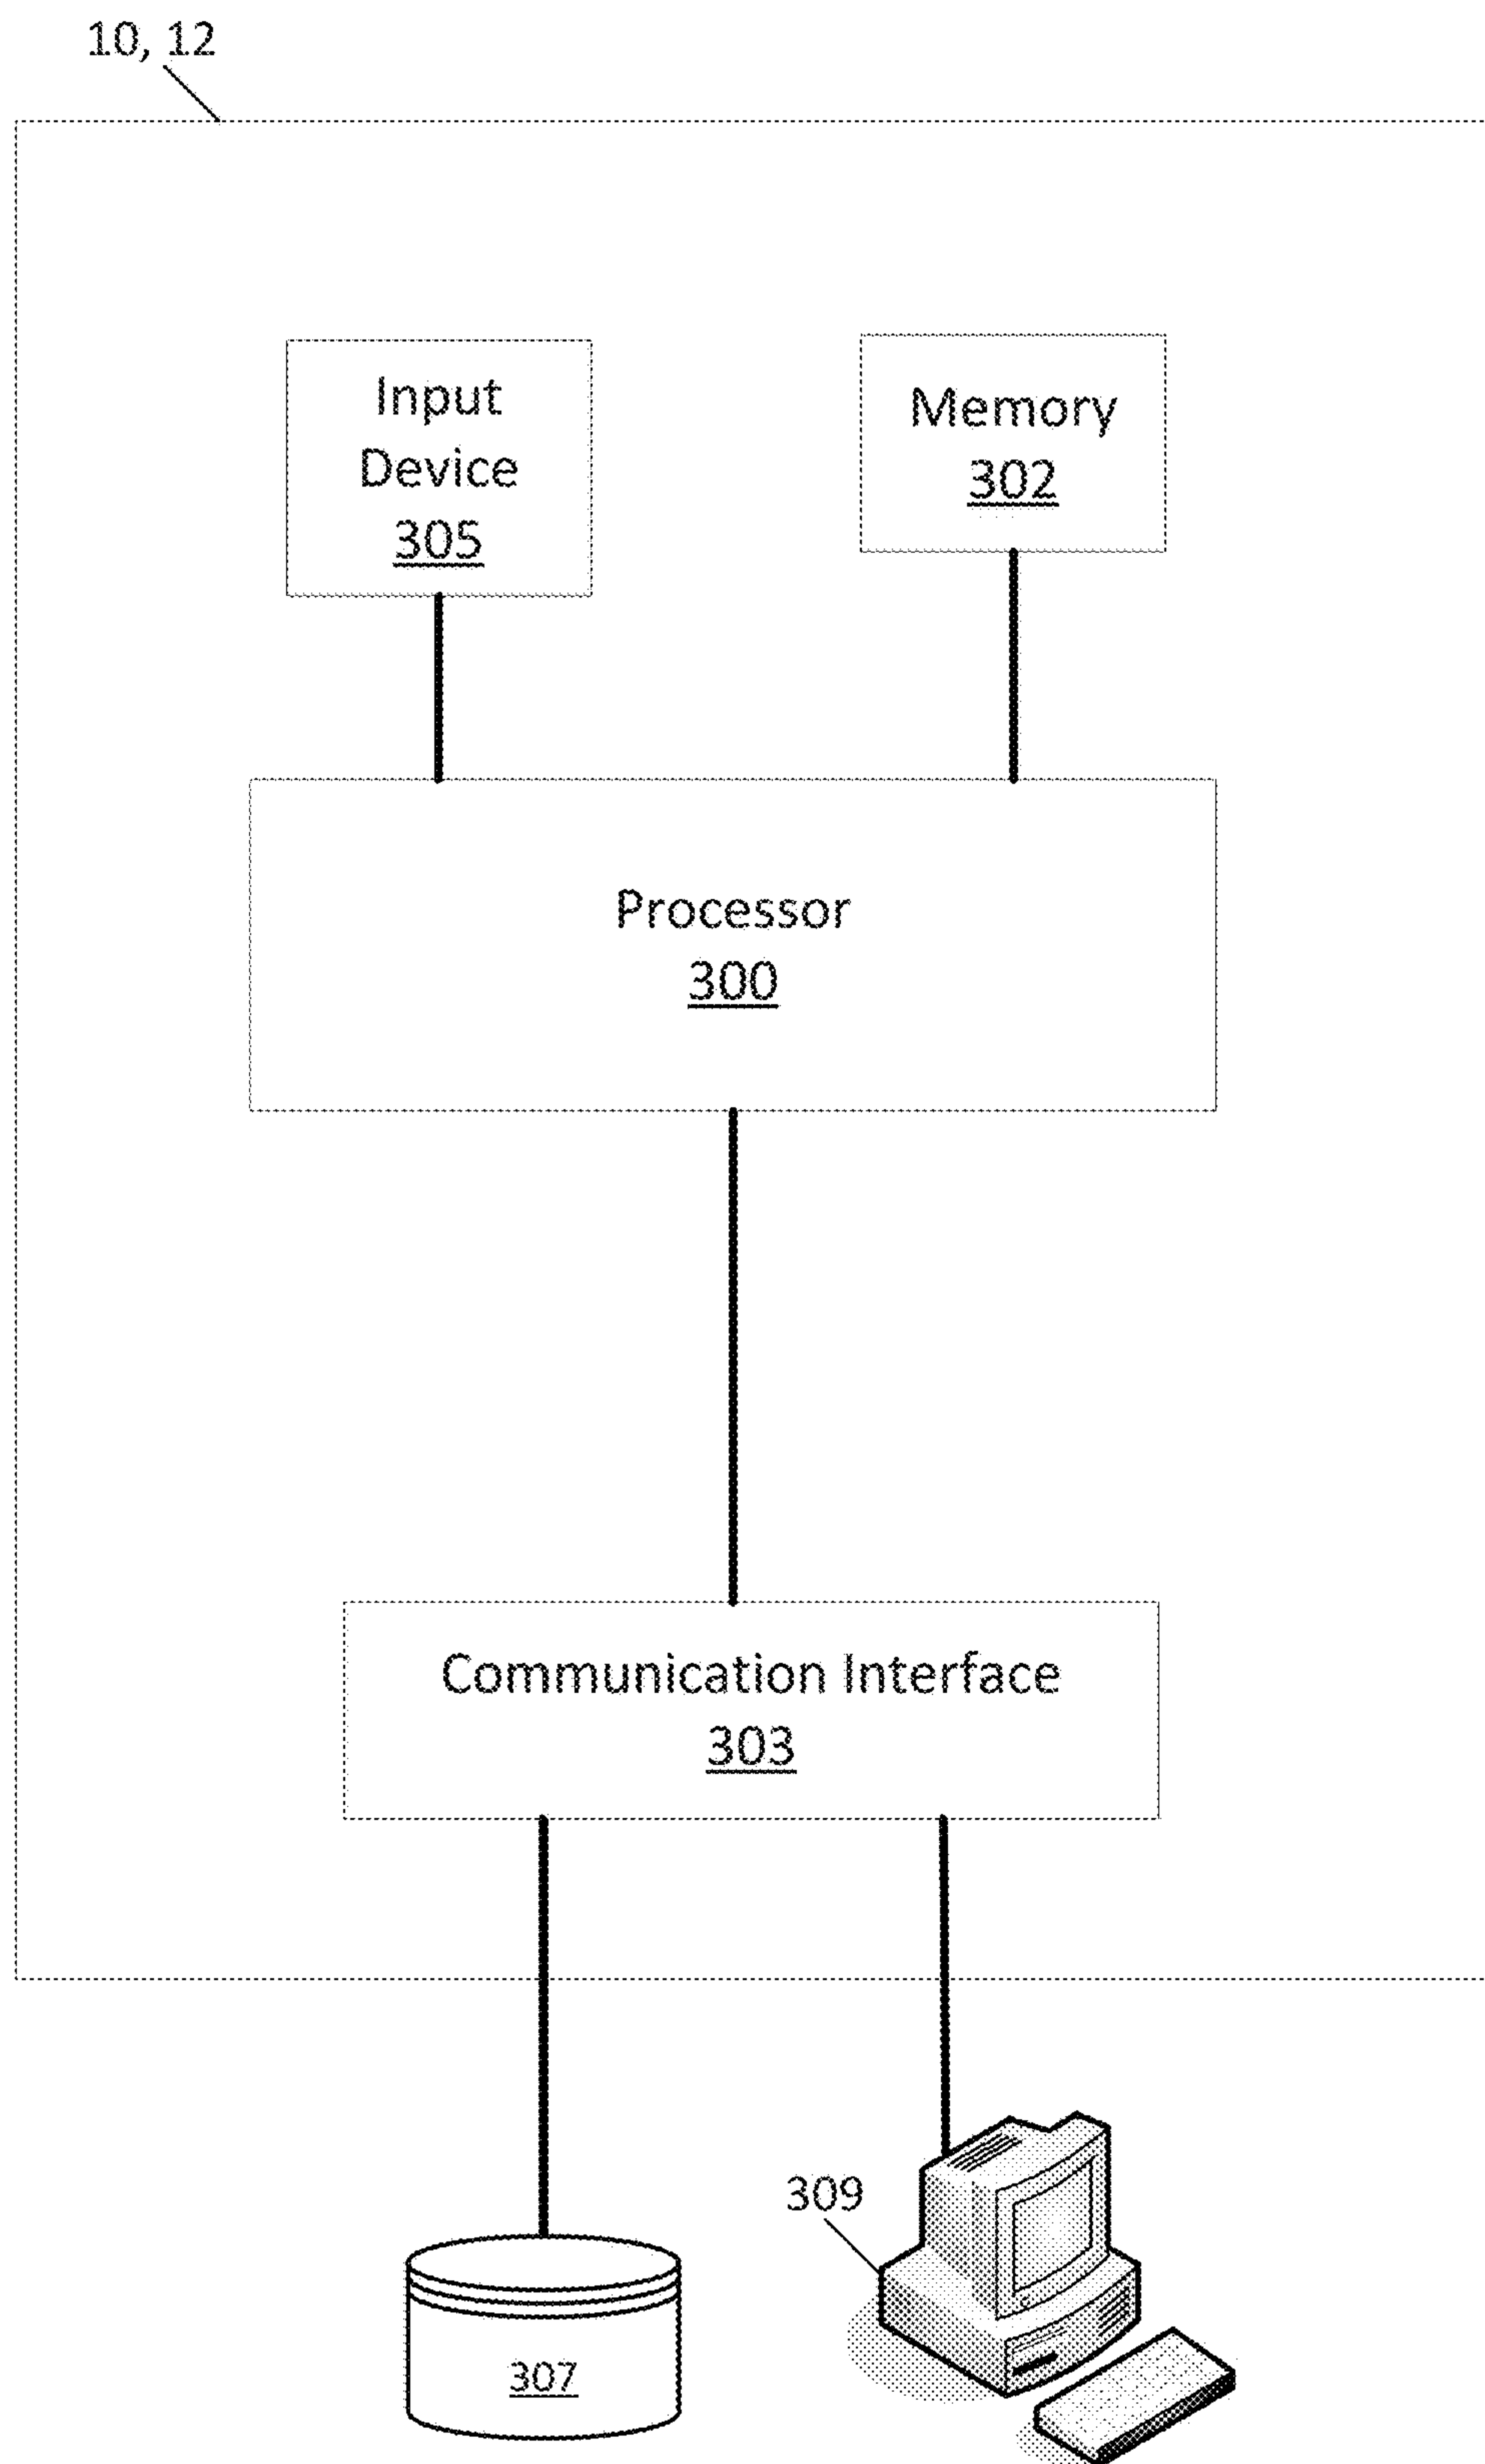 10, 12
Input
Device
305
Memory
302
Processor
300
Communication Interface
303
309
307